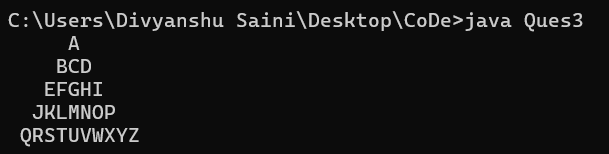 C:\Users\Divyanshu Saini\Desktop\CoDe>java Ques3
     A
    BCD
   EFGHI
  JKLMNOP
 QRSTUVWXYZ